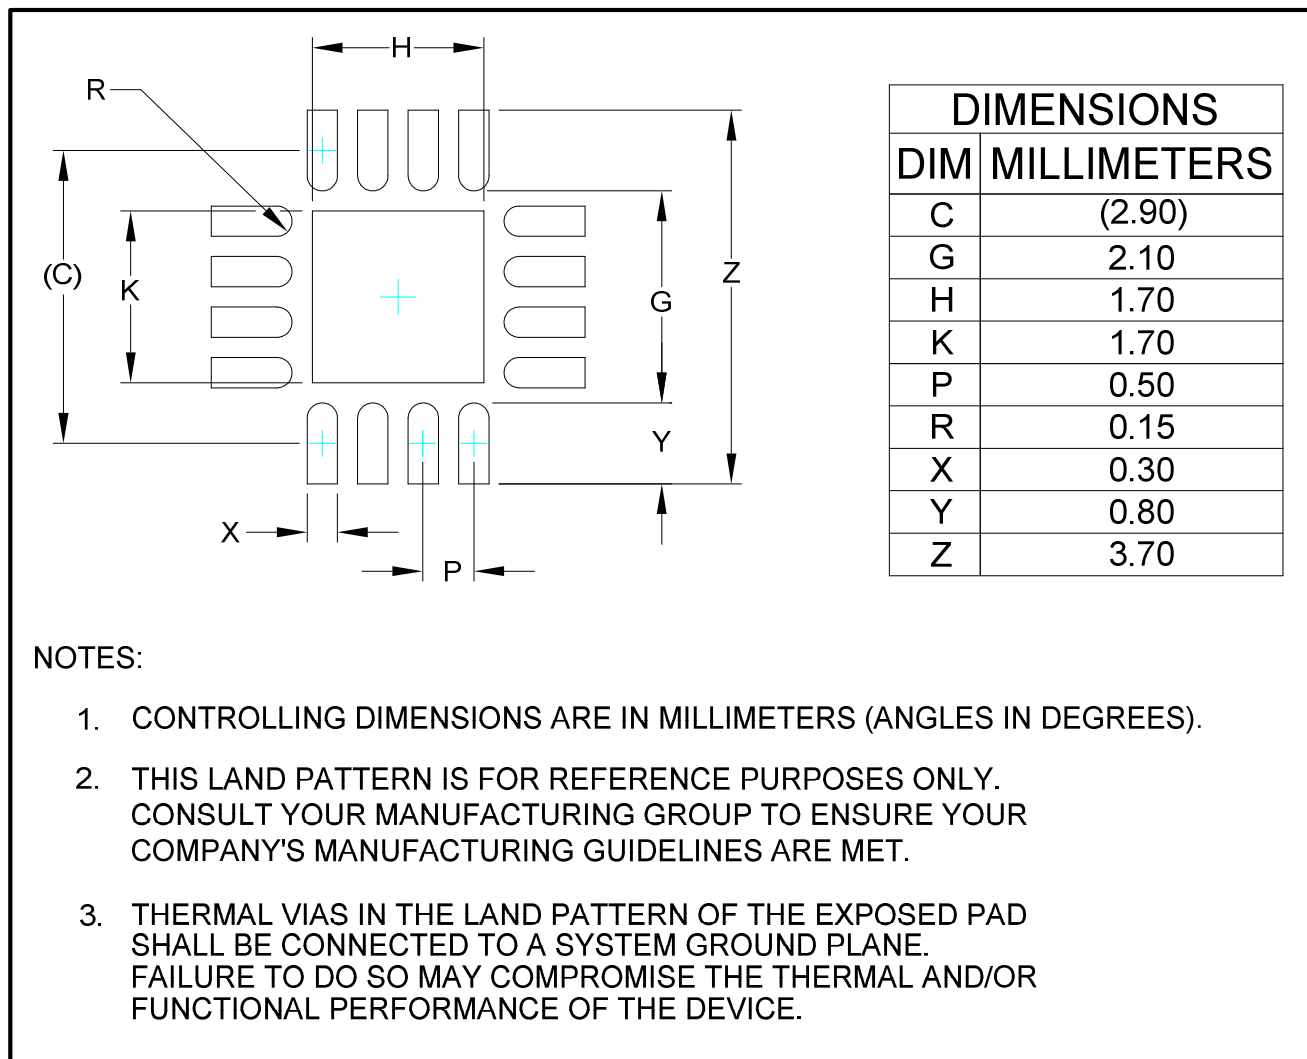 H
R
(C)
K
G
Z
Y
X
P
DIMENSIONS
DIM MILLIMETERS
C (2.90)
G 2.10
H 1.70
K 1.70
P 0.50
R 0.15
X 0.30
Y 0.80
Z 3.70
NOTES:
1. CONTROLLING DIMENSIONS ARE IN MILLIMETERS (ANGLES IN DEGREES).
2. THIS LAND PATTERN IS FOR REFERENCE PURPOSES ONLY.
CONSULT YOUR MANUFACTURING GROUP TO ENSURE YOUR
COMPANY'S MANUFACTURING GUIDELINES ARE MET.
3. THERMAL VIAS IN THE LAND PATTERN OF THE EXPOSED PAD
SHALL BE CONNECTED TO A SYSTEM GROUND PLANE.
FAILURE TO DO SO MAY COMPROMISE THE THERMAL AND/OR
FUNCTIONAL PERFORMANCE OF THE DEVICE.